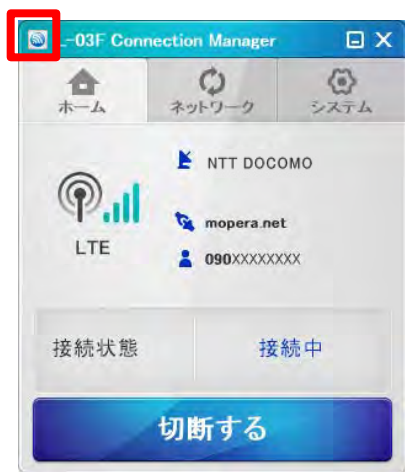 L-03F Connection Manager
ホーム
ネットワーク
システム
NTT DOCOMO
mopera.net
LTE
090XXXXXXXX
接続状態
接続中
切断する